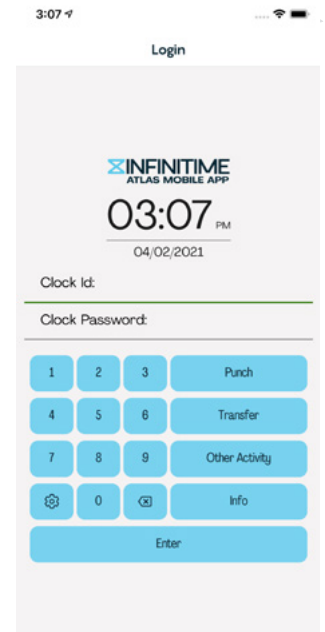 3:07
Login
INFINITIME
ATLAS MOBILE APP
03:07 PM
04/02/2021
Clock Id:
Clock Password:
1 2 3 Punch
4 5 6 Transfer
7 8 9 Other Activity
0 Info
Enter